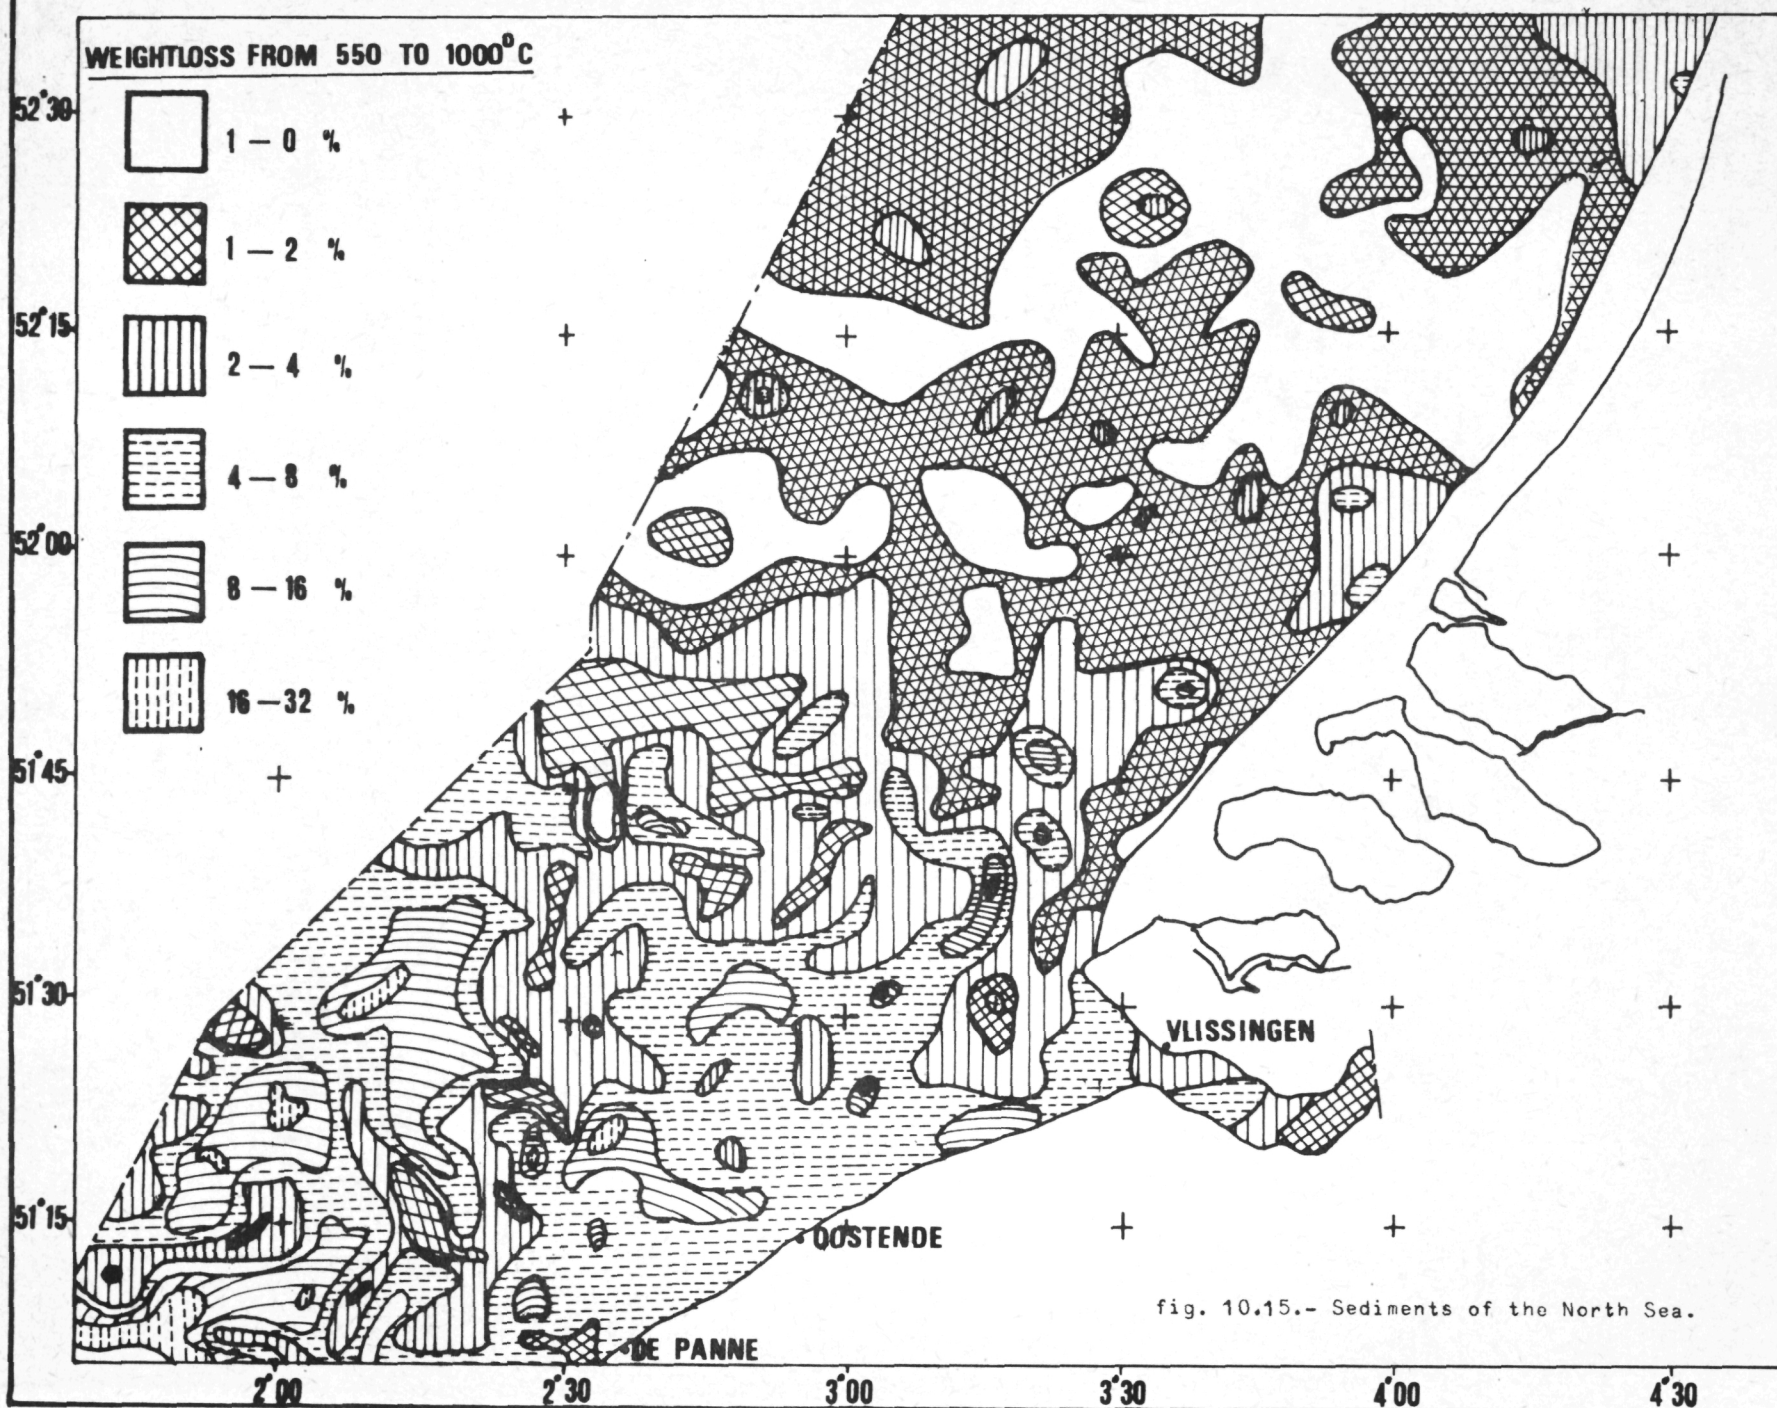 WEIGHTLOSS FROM 550 TO 1000°C
1 — 0 %
1 — 2 %
2 — 4 %
4 — 8 %
8 — 16 %
16 — 32 %
52°30
52°15
52°00
51°45
51°30
51°15
VLISSINGEN
OOSTENDE
DE PANNE
fig. 10.15.- Sediments of the North Sea.
2°00 2°30 3°00 3°30 4°00 4°30